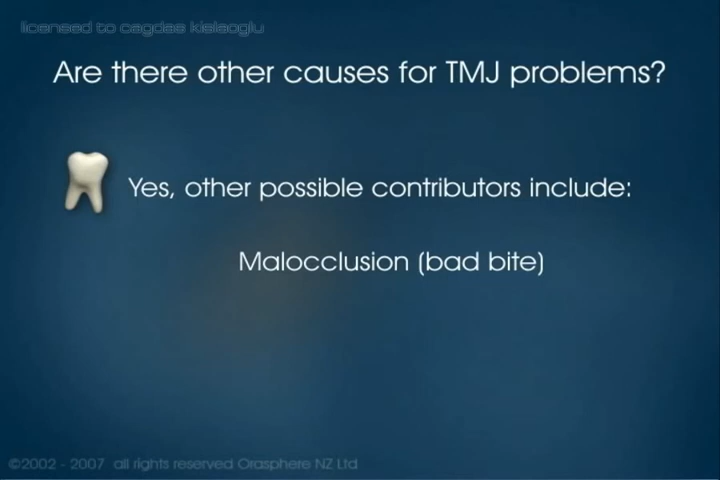 licensed to cagdas kislaoglu
Are there other causes for TMJ problems?
Yes, other possible contributors include:
Malocclusion (bad bite)
©2002 - 2007 all rights reserved Orasphere NZ Ltd